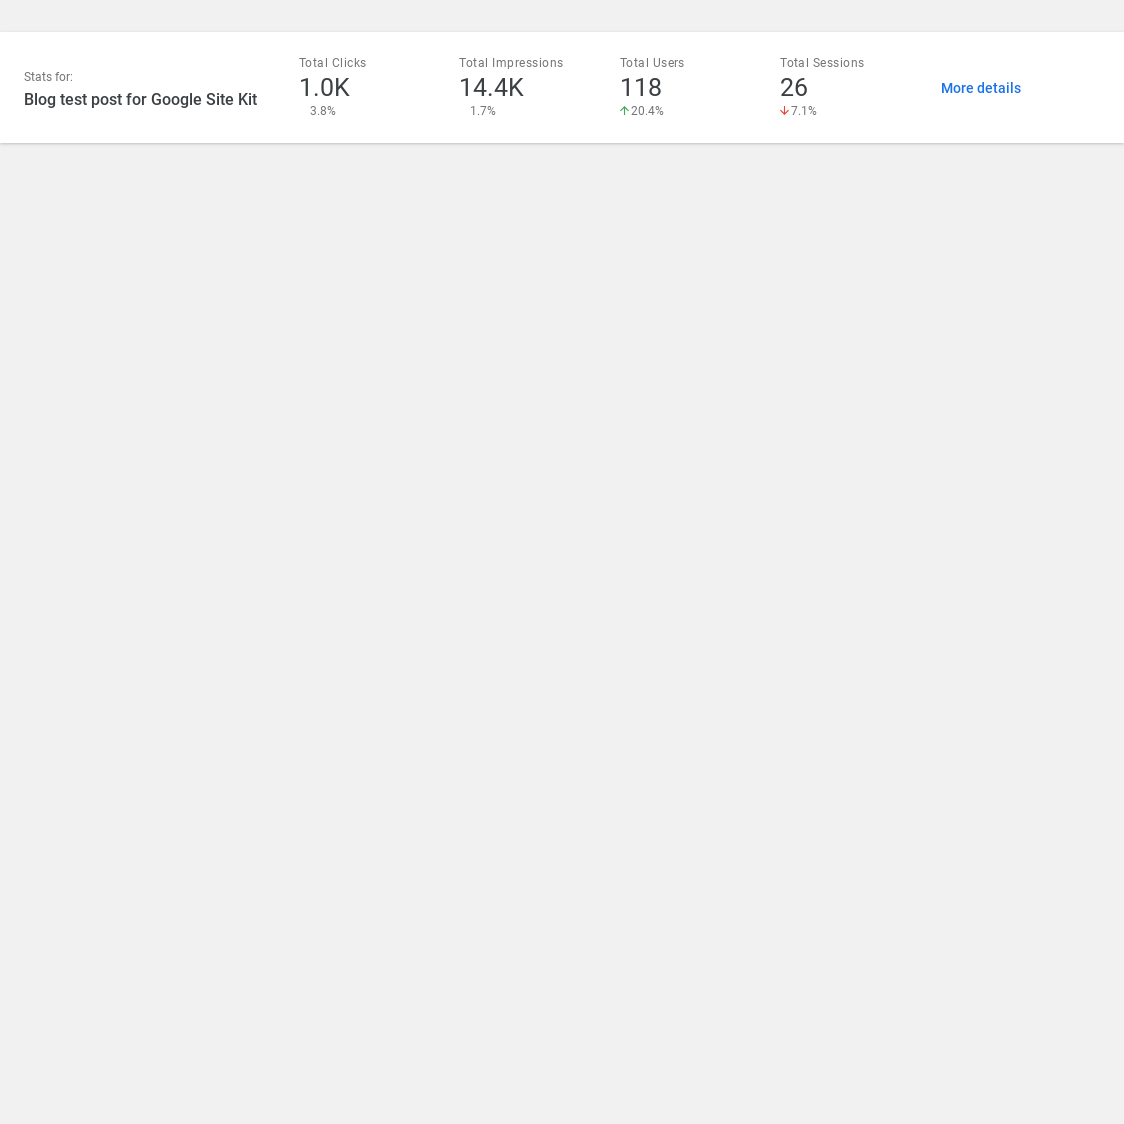 Stats for:
Blog test post for Google Site Kit
Total Clicks
1.0K
3.8%
Total Impressions
14.4K
1.7%
Total Users
118
20.4%
Total Sessions
26
7.1%
More details